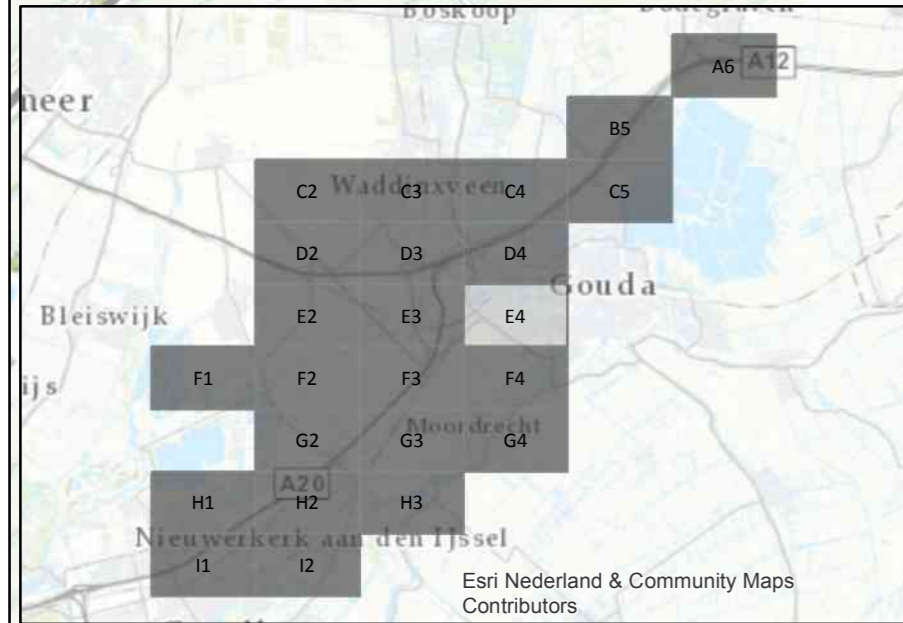 Boskoop
Bodegraven
A6 A12
meer
B5
C2 Waddinxveen C3 C4 C5
D2 D3 D4
Gouda
Bleiswijk E2 E3 E4
F1 F2 F3 F4
ijs
Moordrecht
G2 G3 G4
A20
H1 H2 H3
Nieuwerkerk aan den IJssel
I1 I2
Esri Nederland & Community Maps
Contributors